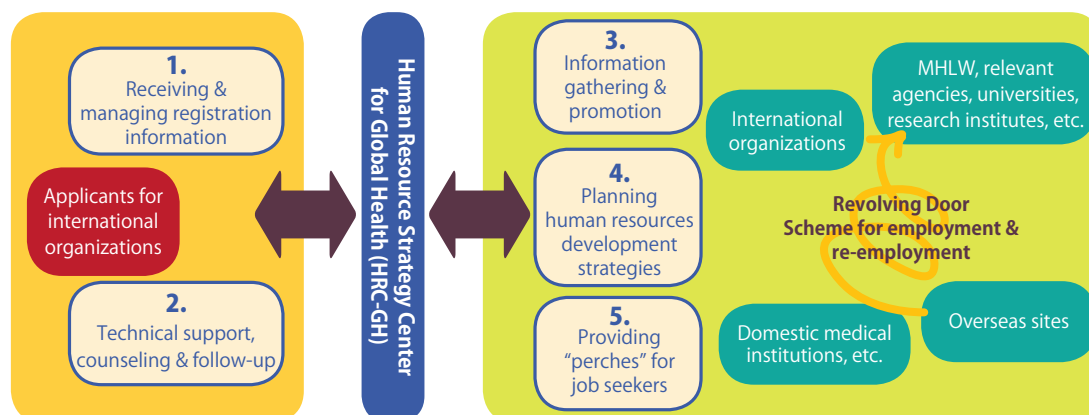 1.
Receiving &
managing registration
information
Applicants for
international
organizations
2.
Technical support,
counseling & follow-up
Human Resource Strategy Center
for Global Health (HRC-GH)
3.
Information
gathering &
promotion
4.
Planning
human resources
development
strategies
5.
Providing
“perches” for
job seekers
International
organizations
MHLW, relevant
agencies, universities,
research institutes, etc.
Revolving Door
Scheme for employment &
re-employment
Domestic medical
institutions, etc.
Overseas sites